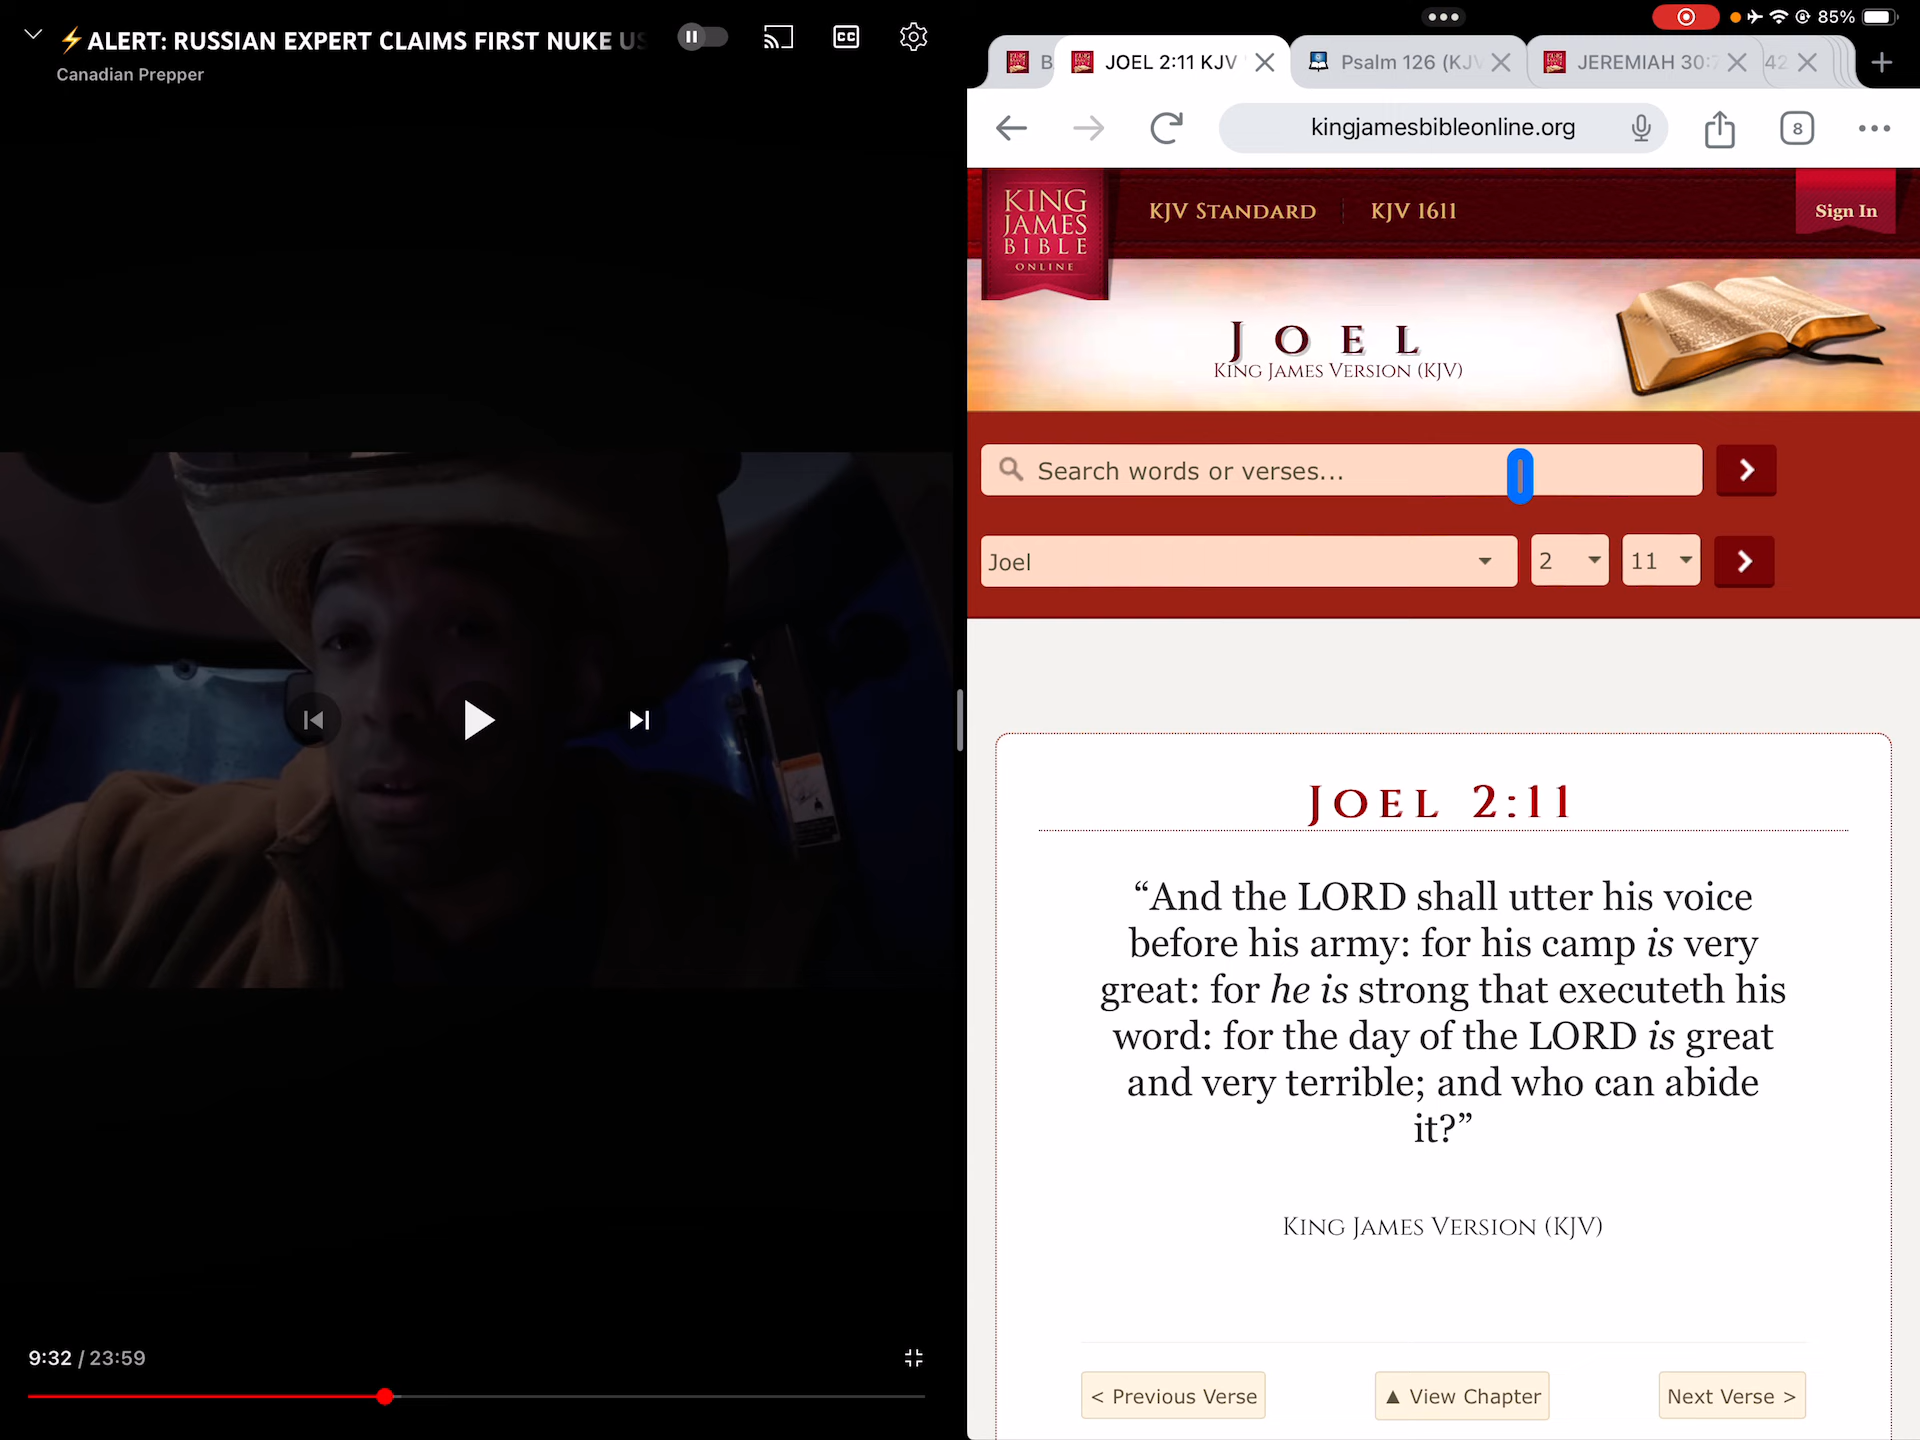 ⚡ALERT: RUSSIAN EXPERT CLAIMS FIRST NUKE US
Canadian Prepper
CC
9:32 / 23:59
85%
B
JOEL 2:11 KJV
Psalm 126 (KJV
JEREMIAH 30:7
42
kingjamesbibleonline.org
8
KING
JAMES
BIBLE
ONLINE
KJV STANDARD
KJV 1611
Sign In
JOEL
KING JAMES VERSION (KJV)
Search words or verses...
Joel
2
11
JOEL 2:11
“And the LORD shall utter his voice
before his army: for his camp is very
great: for he is strong that executeth his
word: for the day of the LORD is great
and very terrible; and who can abide
it?”
KING JAMES VERSION (KJV)
< Previous Verse
▲ View Chapter
Next Verse >